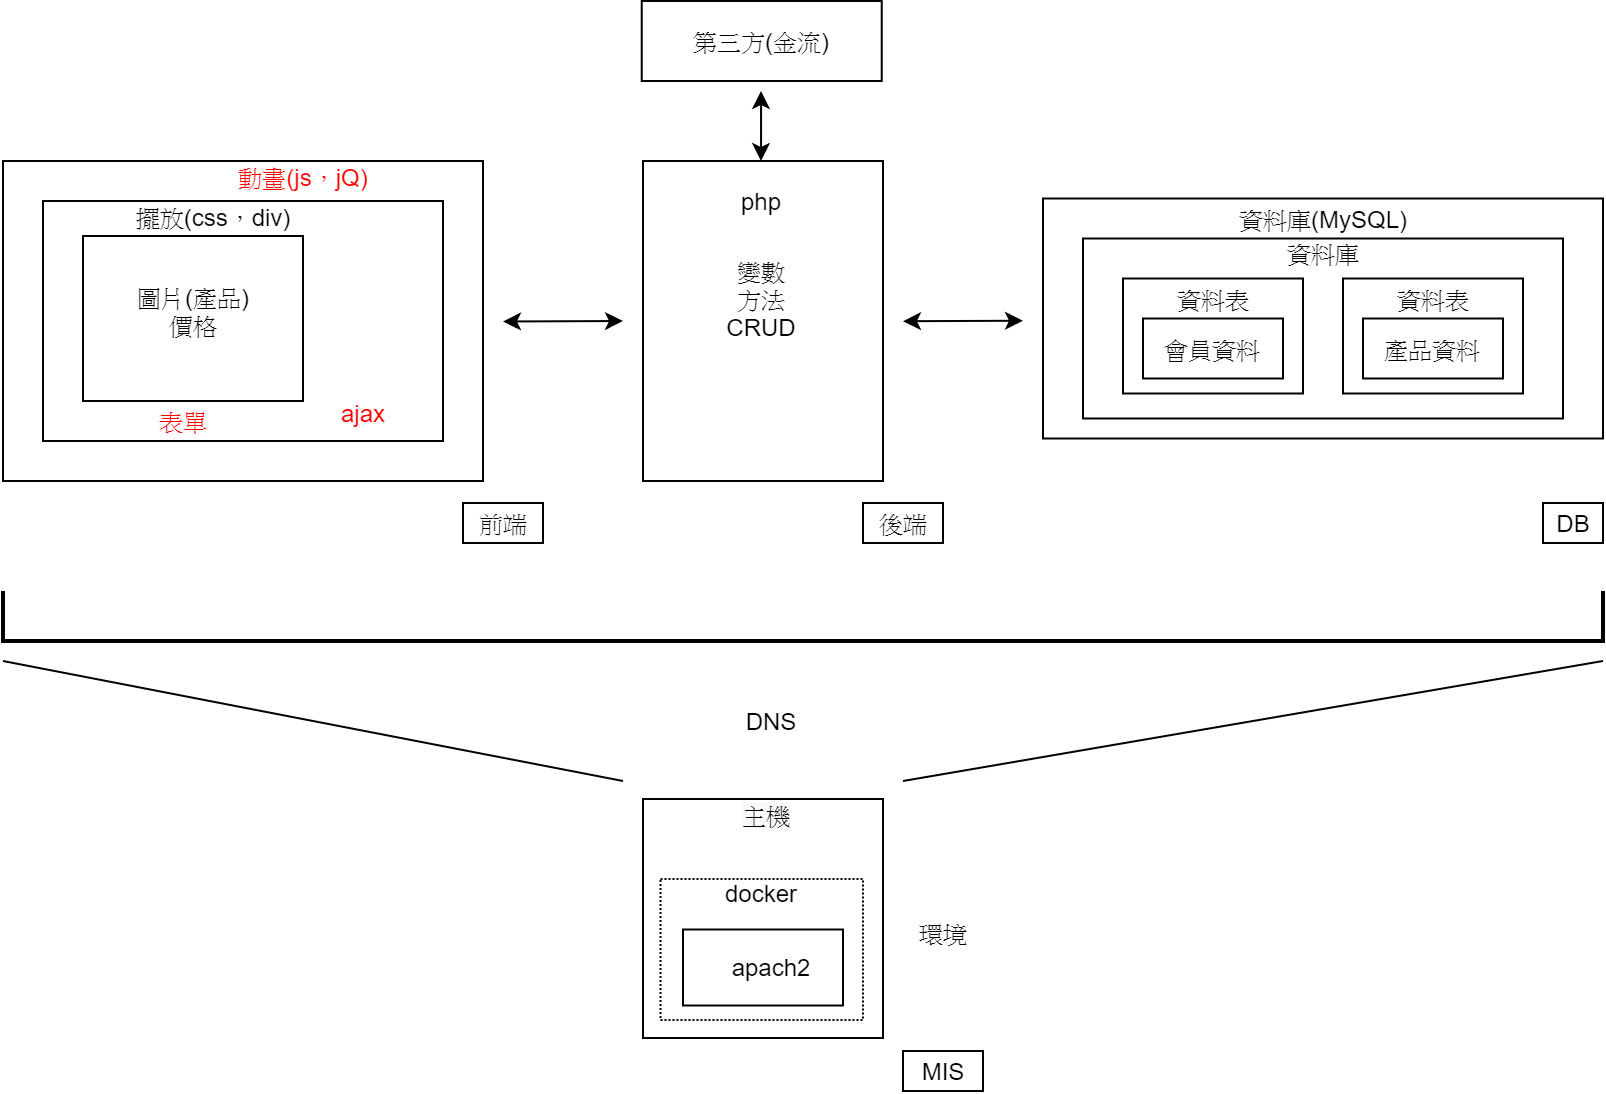 第三方(金流)
動畫(js，jQ)
擺放(css，div)
圖片(產品)
價格
表單
ajax
前端
php
變數
方法
CRUD
後端
資料庫(MySQL)
資料庫
資料表
會員資料
資料表
產品資料
DB
DNS
主機
docker
apach2
環境
MIS